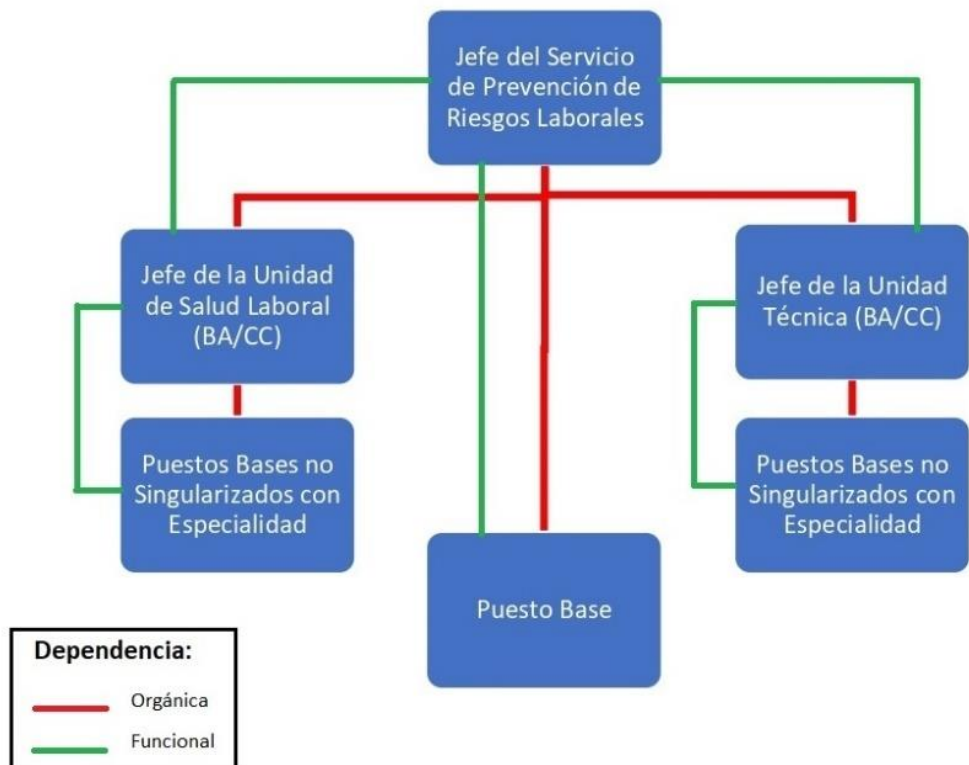 Jefe del Servicio
de Prevención de
Riesgos Laborales
Jefe de la Unidad
de Salud Laboral
(BA/CC)
Jefe de la Unidad
Técnica (BA/CC)
Puestos Bases no
Singularizados con
Especialidad
Puestos Bases no
Singularizados con
Especialidad
Puesto Base
Dependencia:
Orgánica
Funcional